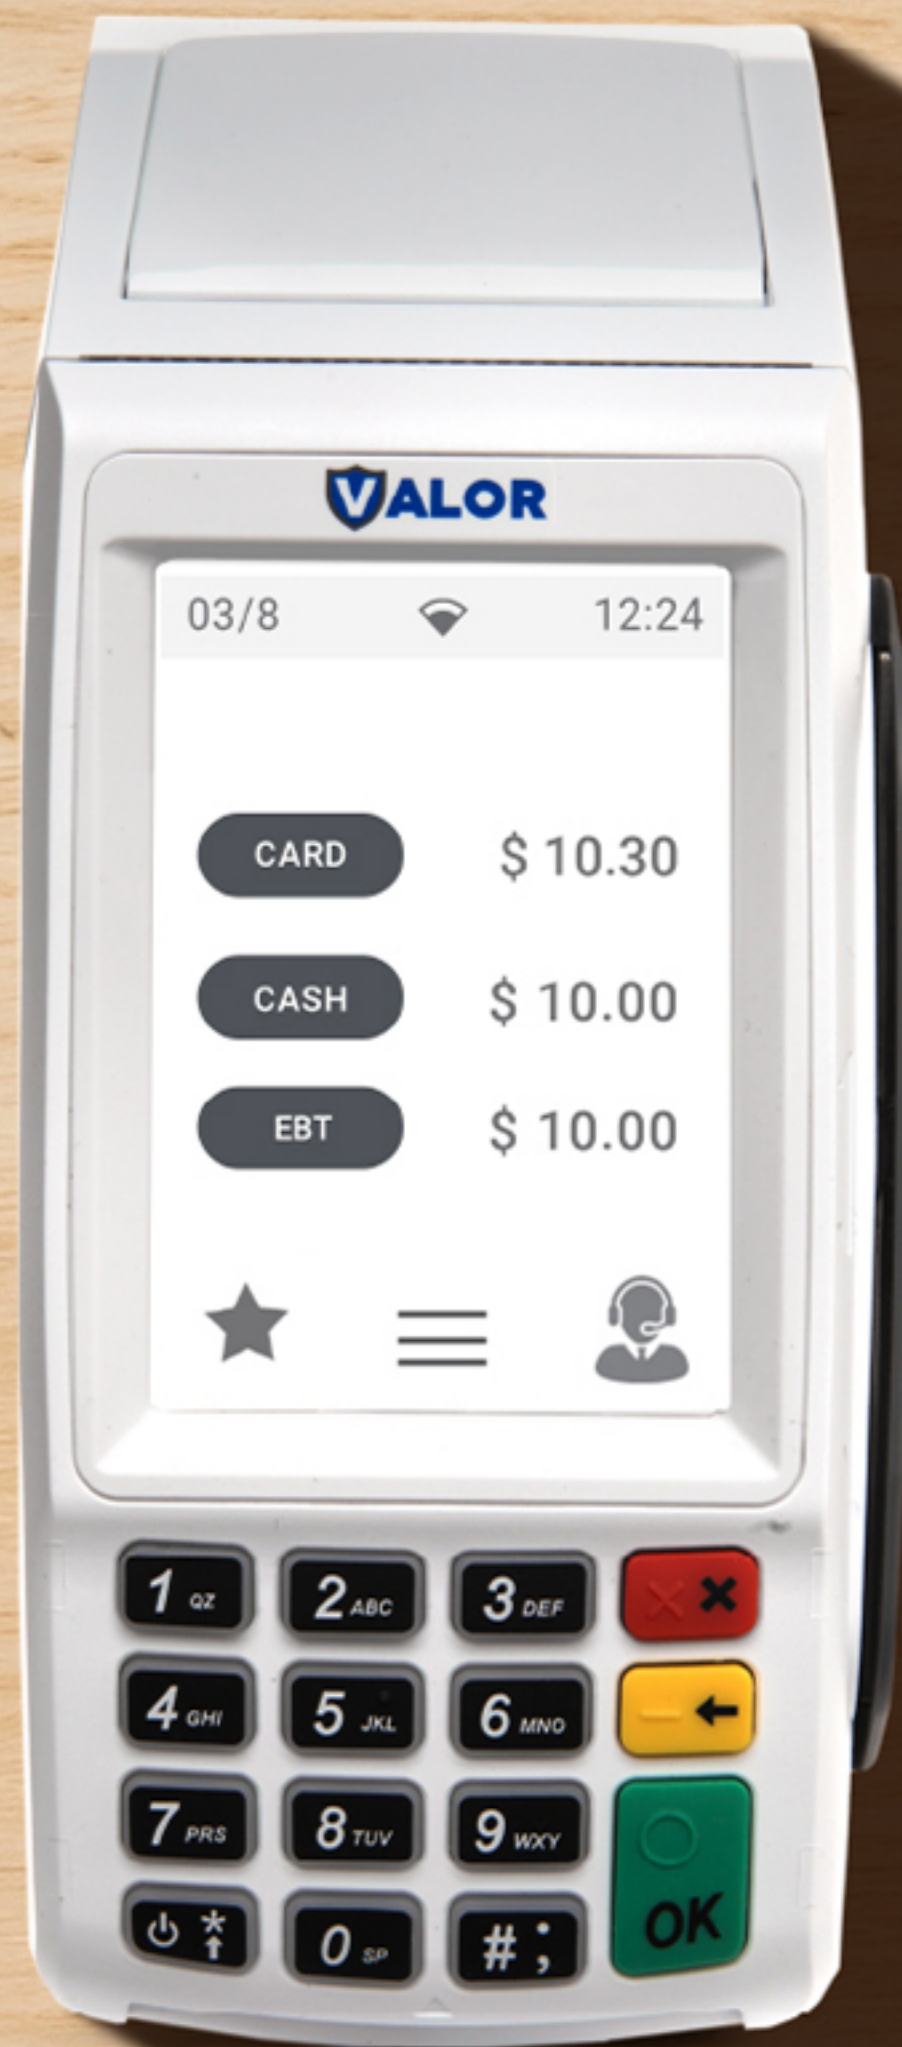 VALOR
03/8 12:24
CARD $ 10.30
CASH $ 10.00
EBT $ 10.00
1 QZ 2 ABC 3 DEF
4 GHI 5 JKL 6 MNO
7 PRS 8 TUV 9 WXY
* 0 SP # ;
OK